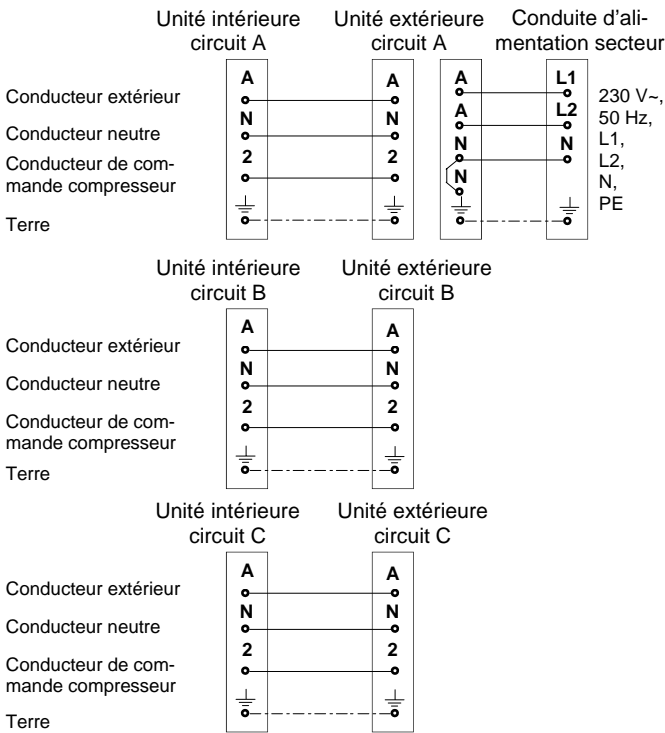 Unité intérieure
circuit A
Unité extérieure
circuit A
Conduite d'ali-
mentation secteur
A
A
A
L1
Conducteur extérieur
N
N
A
L2
Conducteur neutre
2
2
N
N
Conducteur de com-
mande compresseur
N
Terre
230 V~,
50 Hz,
L1,
L2,
N,
PE
Unité intérieure
circuit B
Unité extérieure
circuit B
A
A
Conducteur extérieur
N
N
Conducteur neutre
2
2
Conducteur de com-
mande compresseur
Terre
Unité intérieure
circuit C
Unité extérieure
circuit C
A
A
Conducteur extérieur
N
N
Conducteur neutre
2
2
Conducteur de com-
mande compresseur
Terre